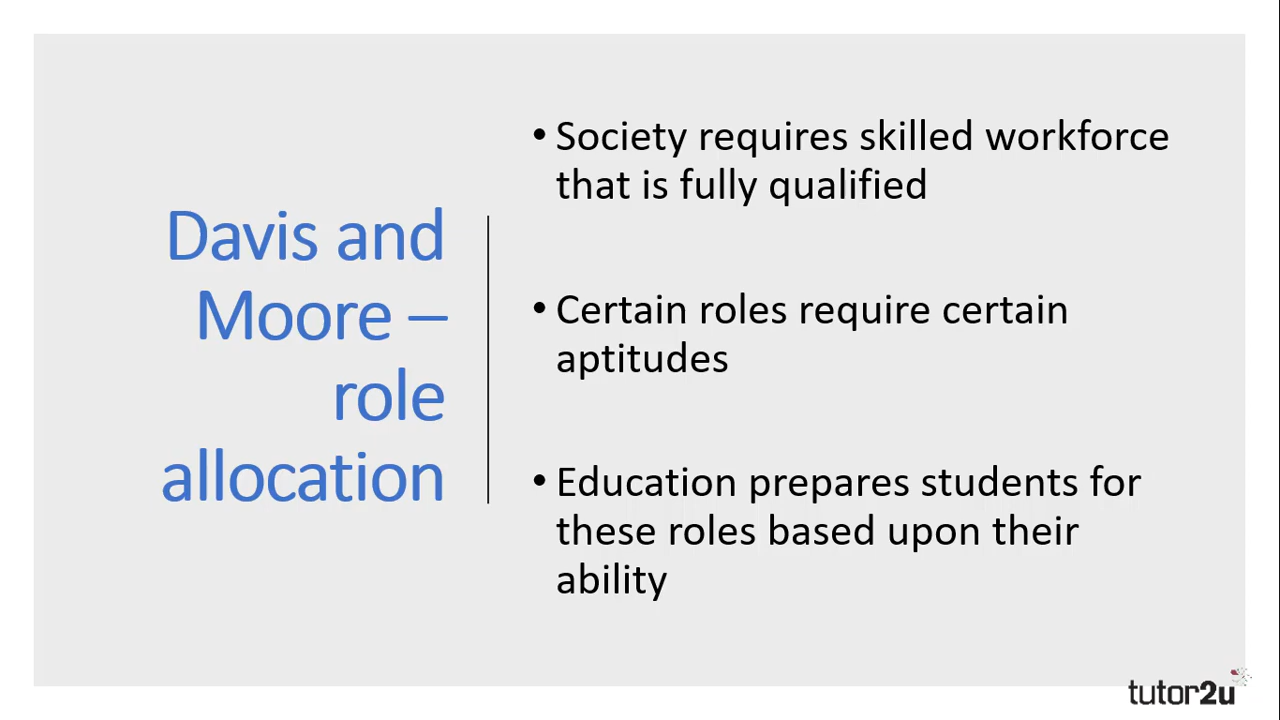 Davis and
Moore –
role
allocation
• Society requires skilled workforce
that is fully qualified
• Certain roles require certain
aptitudes
• Education prepares students for
these roles based upon their
ability
tutor2u